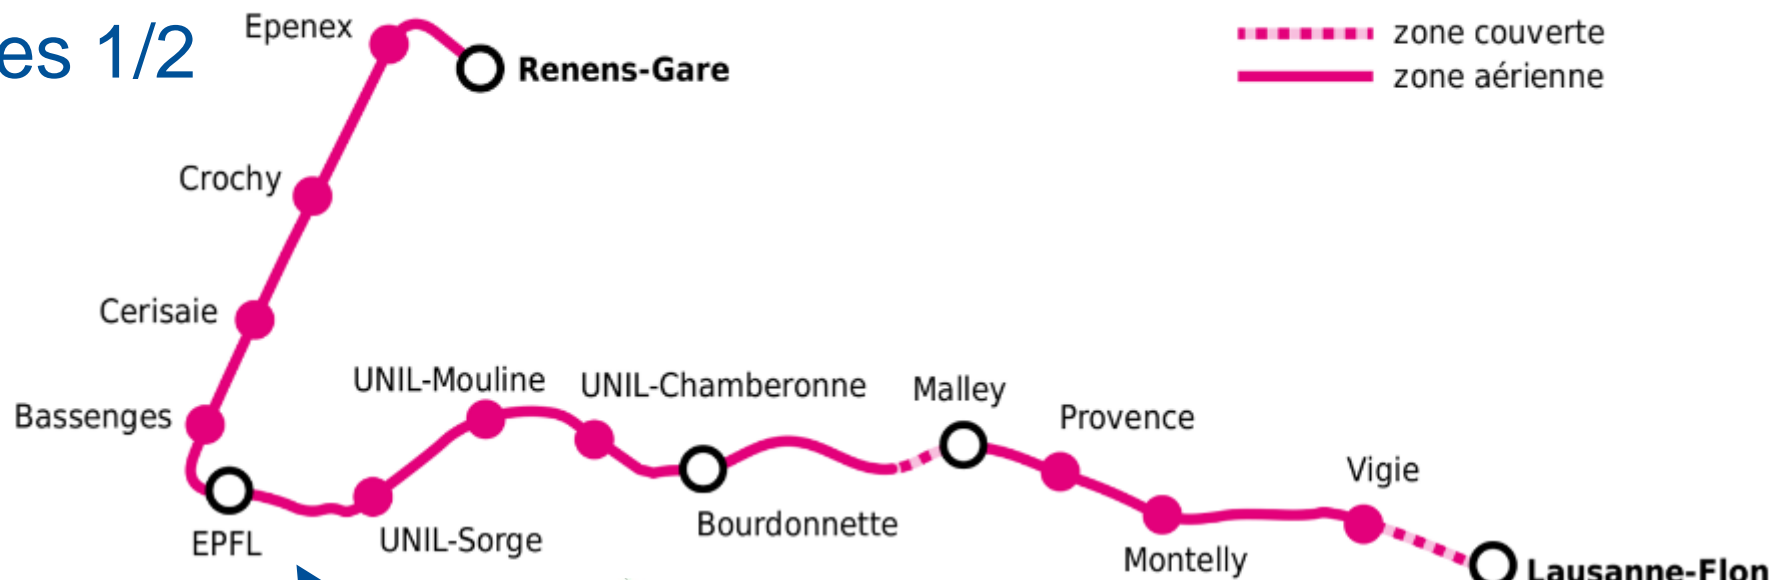 es 1/2
Epenex
Renens-Gare
zone couverte
zone aérienne
Crochy
Cerisaie
Bassenges
UNIL-Mouline
UNIL-Chamberonne
Malley
Provence
Vigie
EPFL
UNIL-Sorge
Bourdonnette
Montelly
Lausanne-Flon